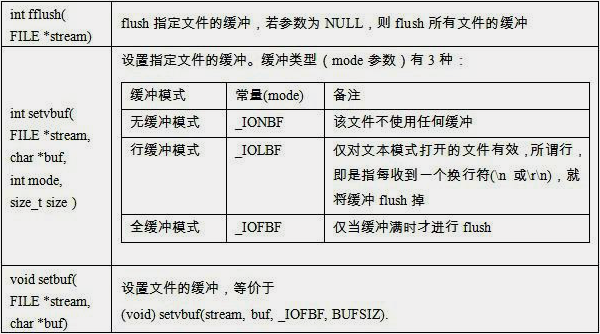 int fflush(
FILE *stream)
flush 指定文件的缓冲，若参数为 NULL，则 flush 所有文件的缓冲
int setvbuf(
FILE *stream,
char *buf,
int mode,
size_t size )
设置指定文件的缓冲。缓冲类型（mode 参数）有 3 种：
缓冲模式 常量(mode) 备注
无缓冲模式 _IONBF 该文件不使用任何缓冲
行缓冲模式 _IOLBF 仅对文本模式打开的文件有效，所谓行，
即是指每收到一个换行符(\n 或\r\n)，就
将缓冲 flush 掉
全缓冲模式 _IOFBF 仅当缓冲满时才进行 flush
void setbuf(
FILE *stream,
char *buf)
设置文件的缓冲，等价于
(void) setvbuf(stream, buf, _IOFBF, BUFSIZ).